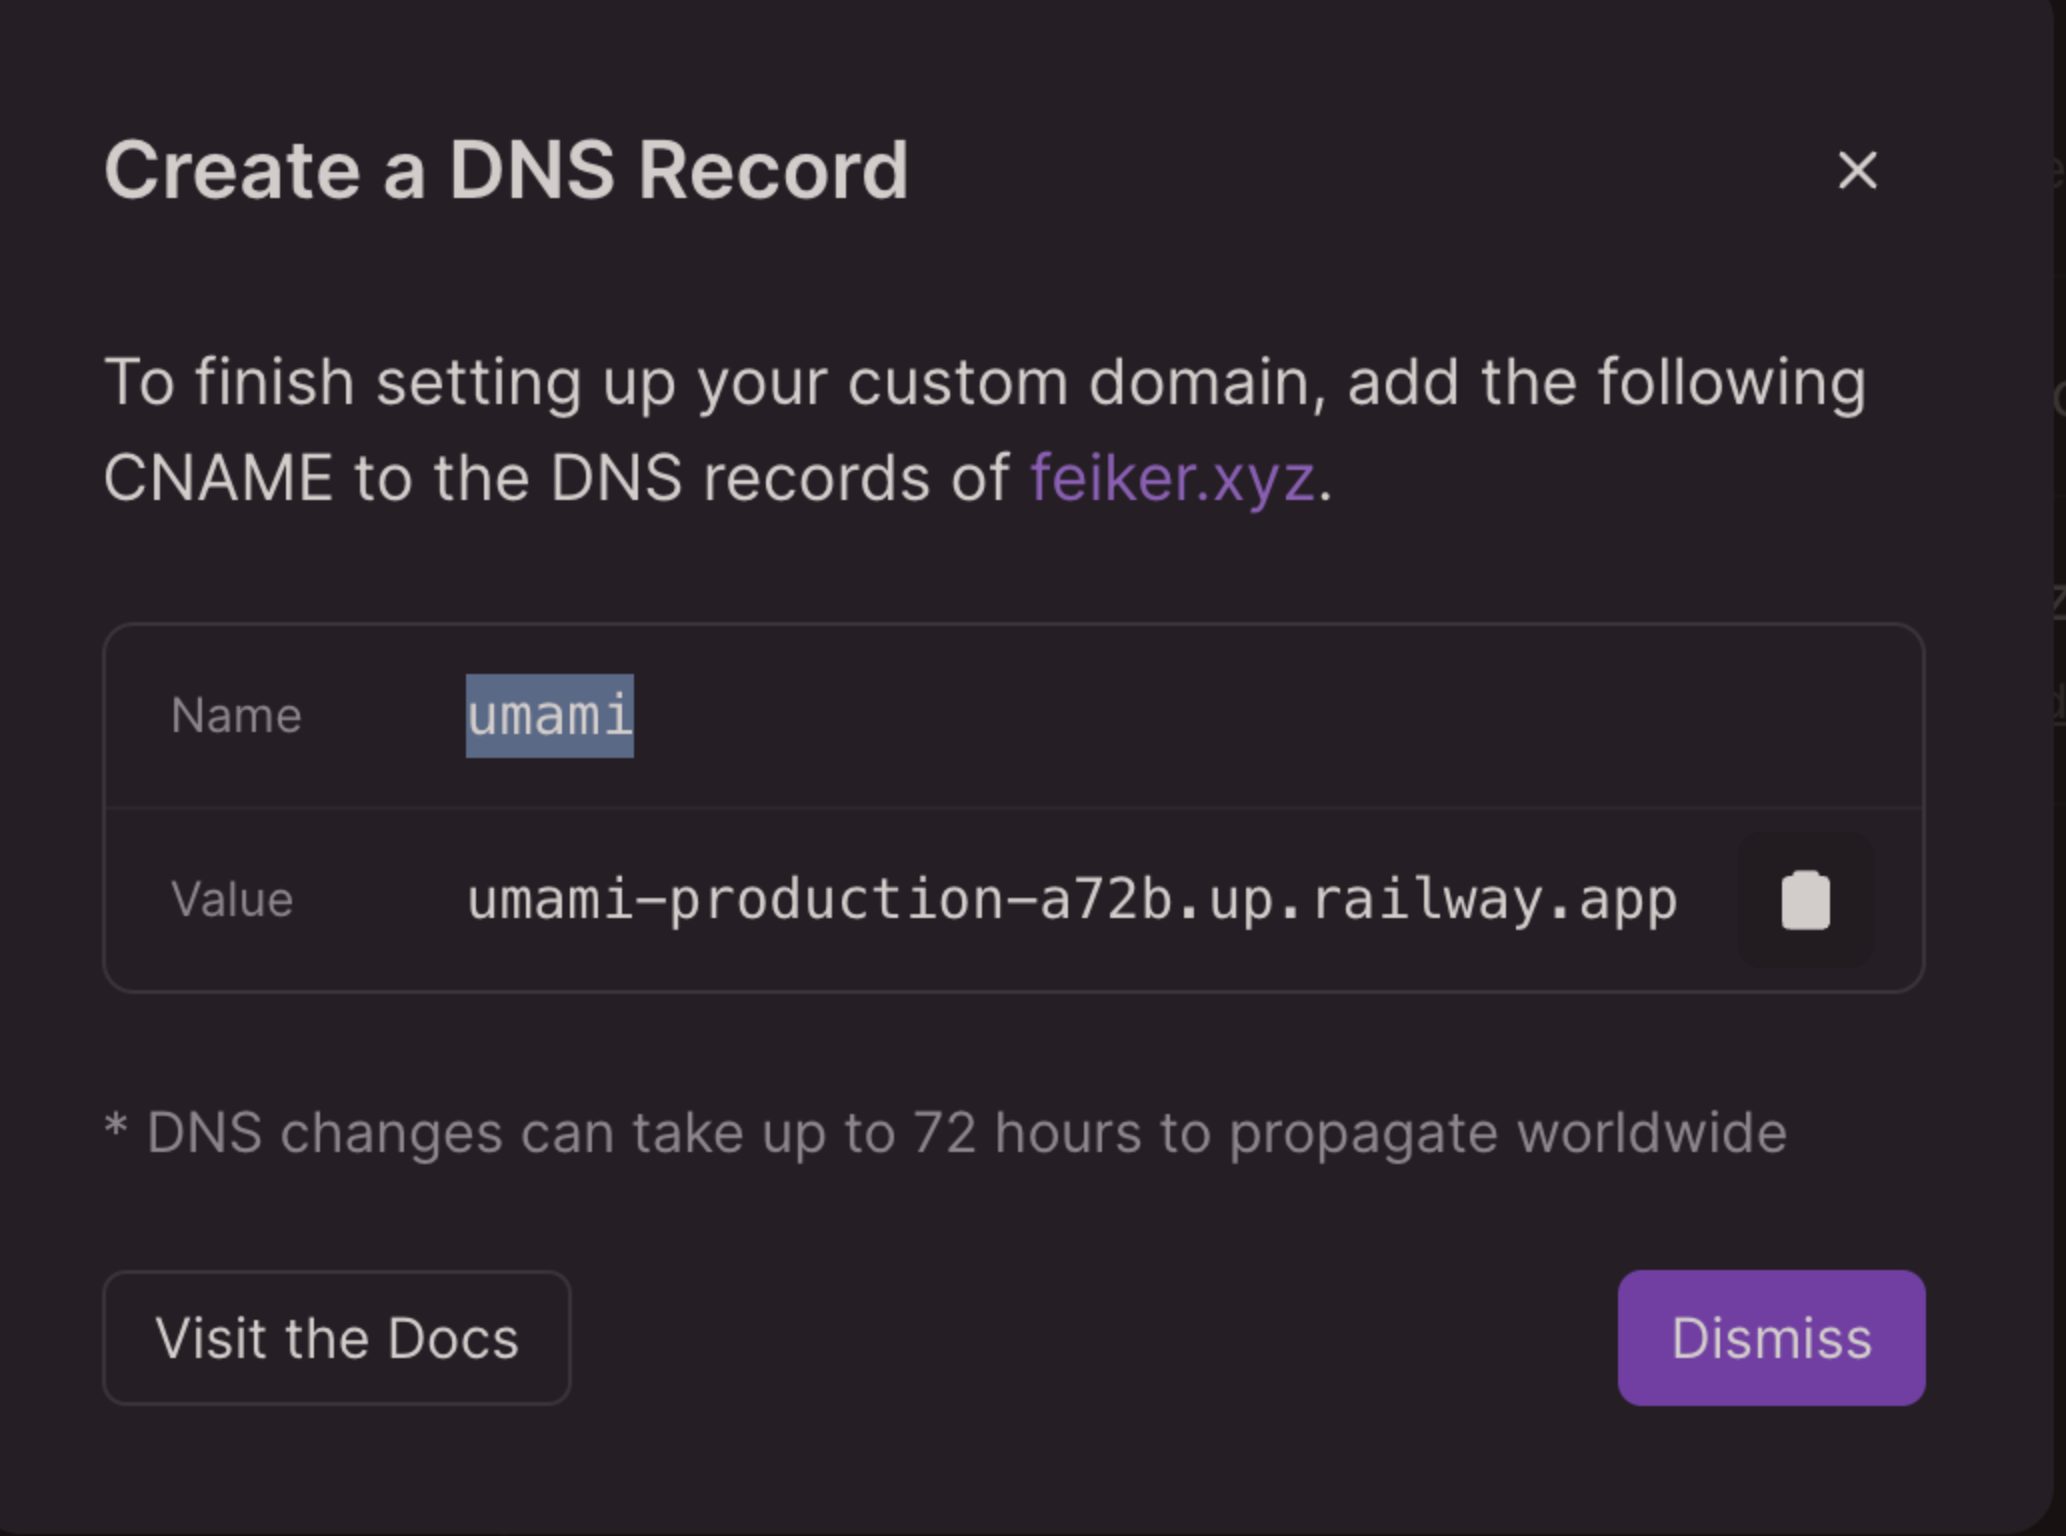 Create a DNS Record
To finish setting up your custom domain, add the following
CNAME to the DNS records of feiker.xyz.
Name umami
Value umami-production-a72b.up.railway.app
* DNS changes can take up to 72 hours to propagate worldwide
Visit the Docs
Dismiss